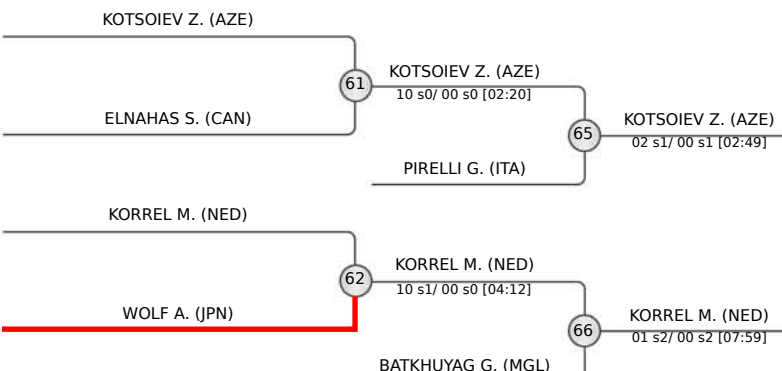 KOTSOIEV Z. (AZE)
61
KOTSOIEV Z. (AZE)
10 s0/ 00 s0 [02:20]
ELNAHAS S. (CAN)
65
KOTSOIEV Z. (AZE)
02 s1/ 00 s1 [02:49]
PIRELLI G. (ITA)
KORREL M. (NED)
62
KORREL M. (NED)
10 s1/ 00 s0 [04:12]
WOLF A. (JPN)
66
KORREL M. (NED)
01 s2/ 00 s2 [07:59]
BATKHUYAG G. (MGL)